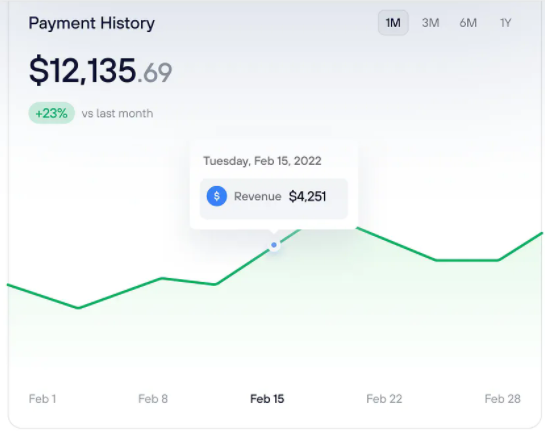 Payment History
1M 3M 6M 1Y
$12,135.69
+23% vs last month
Tuesday, Feb 15, 2022
$ Revenue $4,251
Feb 1 Feb 8 Feb 15 Feb 22 Feb 28